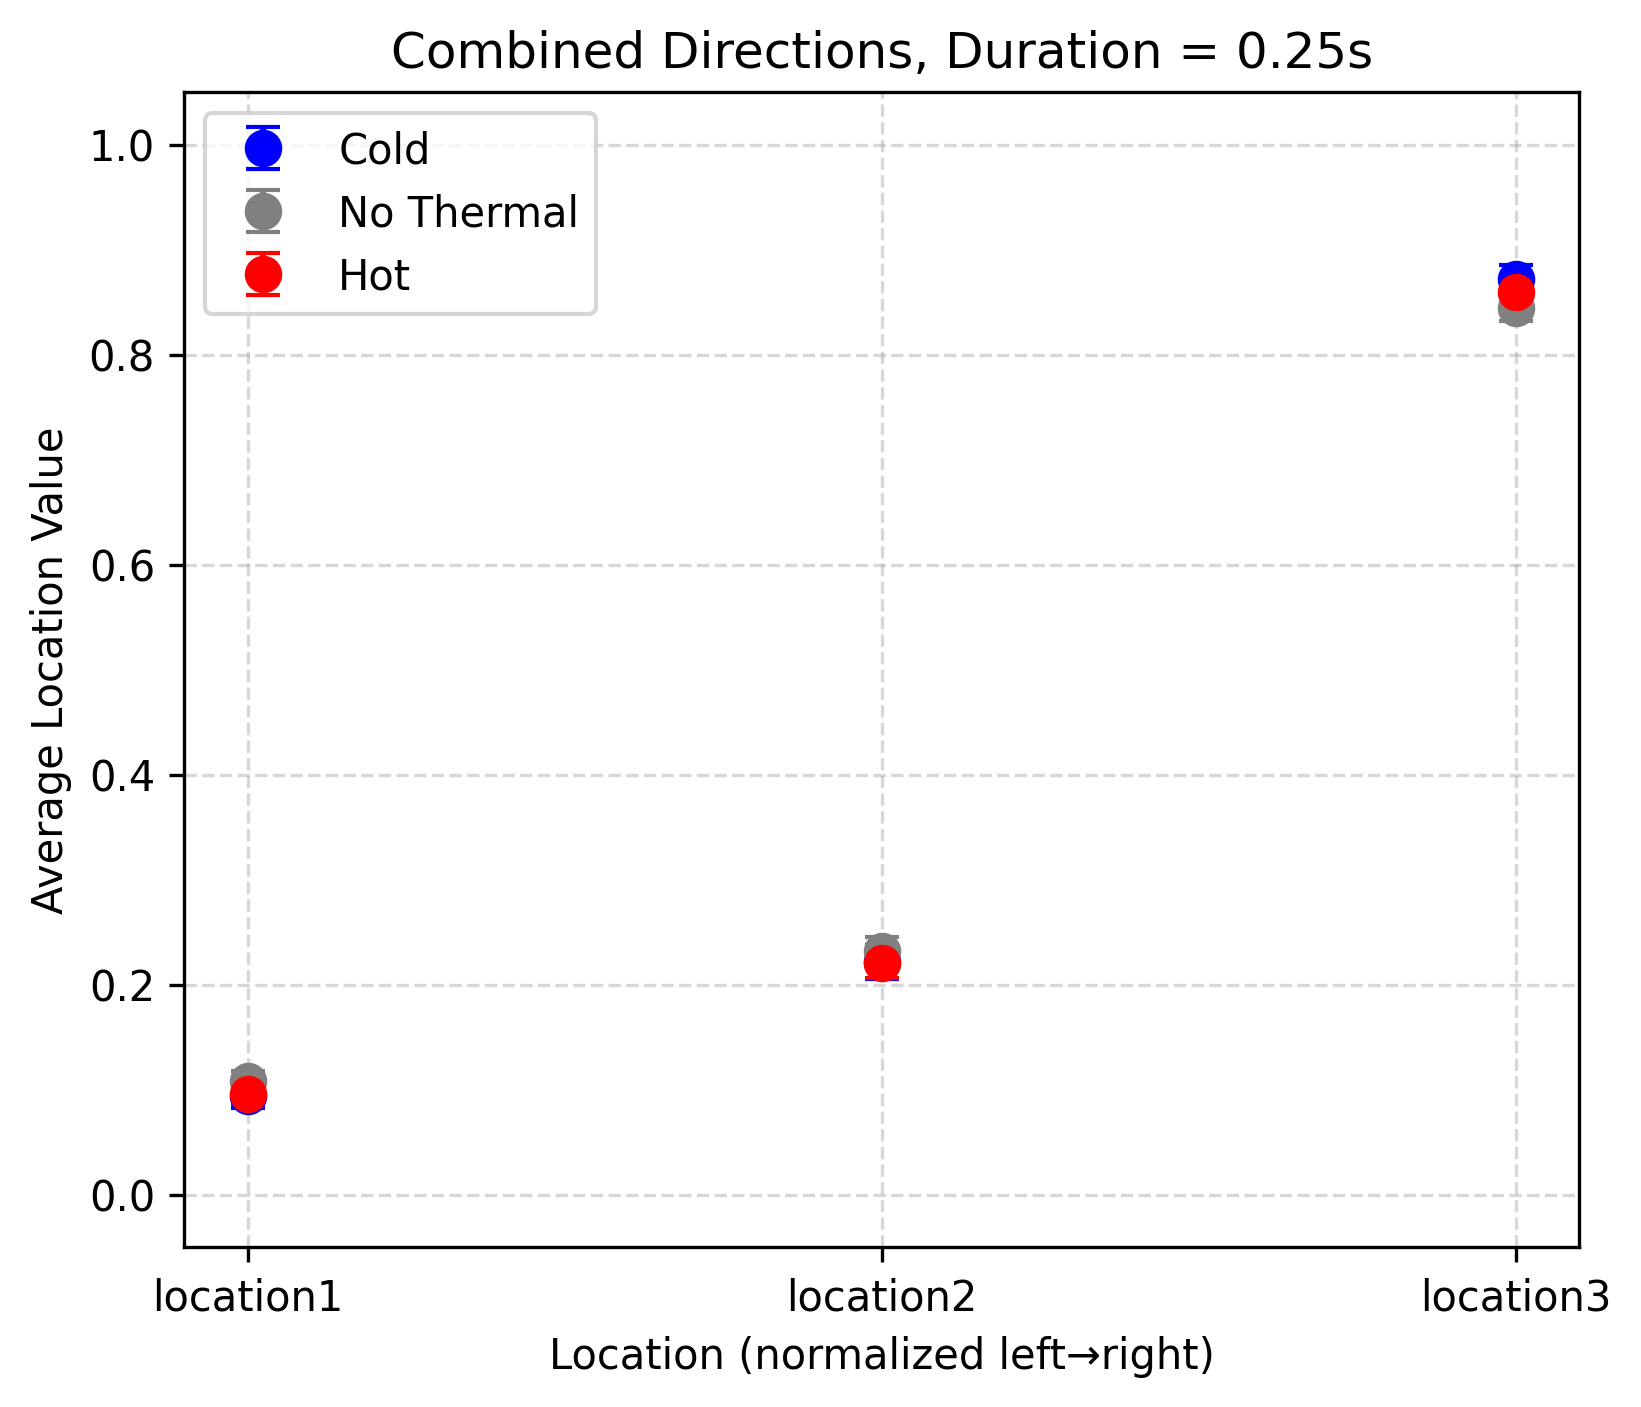 Combined Directions, Duration = 0.25s
Cold
No Thermal
Hot
Average Location Value
1.0
0.8
0.6
0.4
0.2
0.0
location1 location2 location3
Location (normalized left→right)